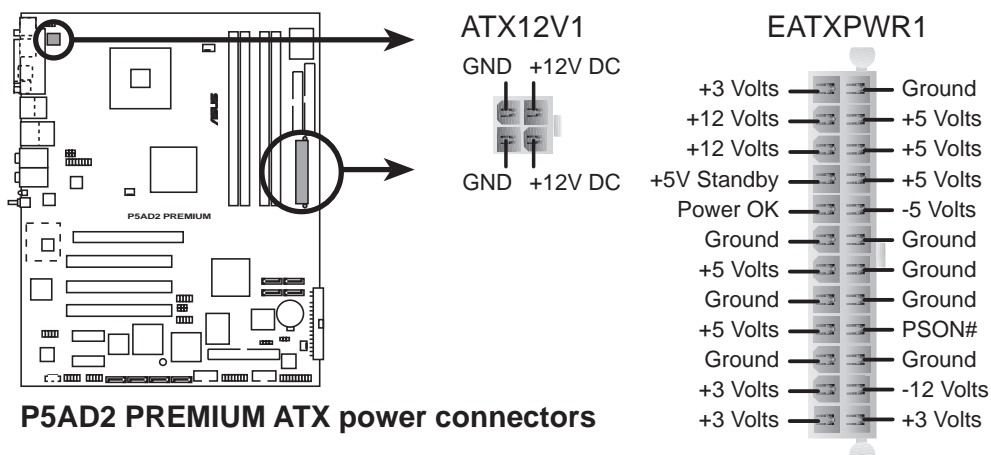 ATX12V1
GND +12V DC
GND +12V DC
EATXPWR1
+3 Volts Ground
+12 Volts +5 Volts
+12 Volts +5 Volts
+5V Standby +5 Volts
Power OK -5 Volts
Ground Ground
+5 Volts Ground
Ground Ground
+5 Volts PSON#
Ground Ground
+3 Volts -12 Volts
+3 Volts +3 Volts
ASUS
P5AD2 PREMIUM
P5AD2 PREMIUM ATX power connectors